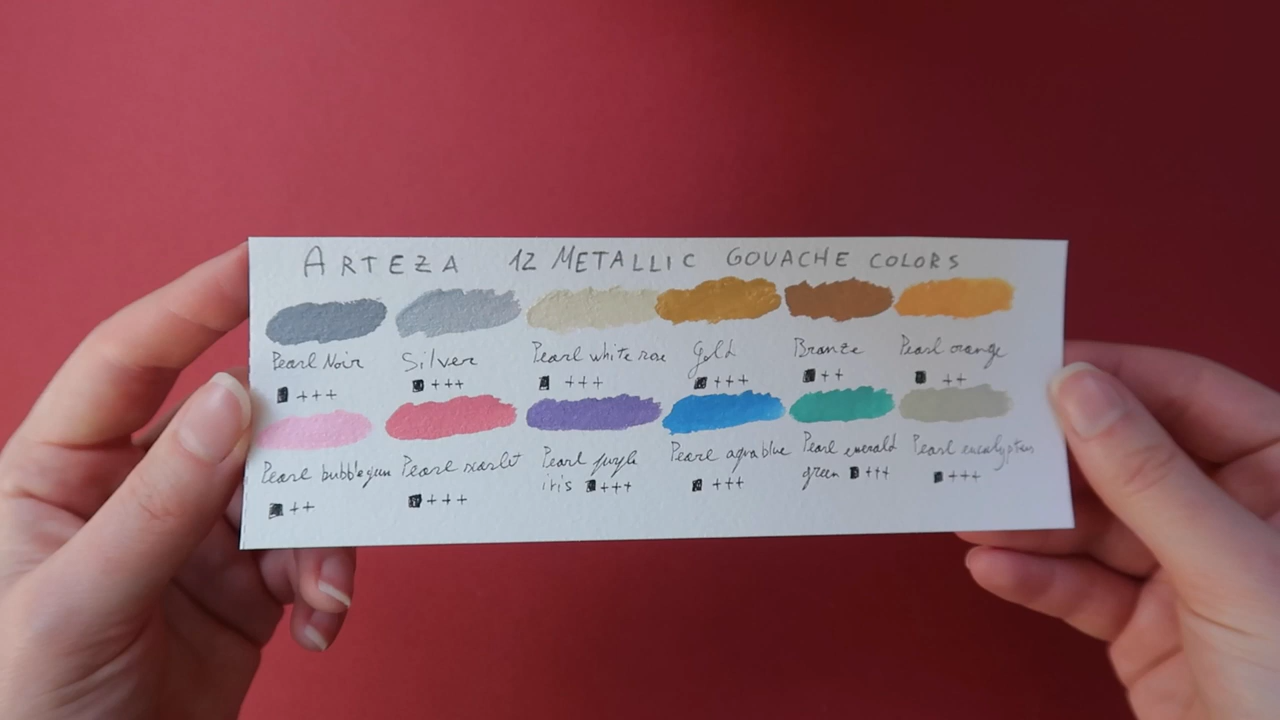 ARTEZA 12 METALLIC GOUACHE COLORS
Pearl Noir Silver Pearl white rose Gold Bronze Pearl orange
+++ +++ +++ +++ ++ ++
Pearl bubblegum Pearl scarlet Pearl purple iris Pearl aqua blue Pearl emerald green Pearl eucalyptus
++ +++ +++ +++ +++ +++